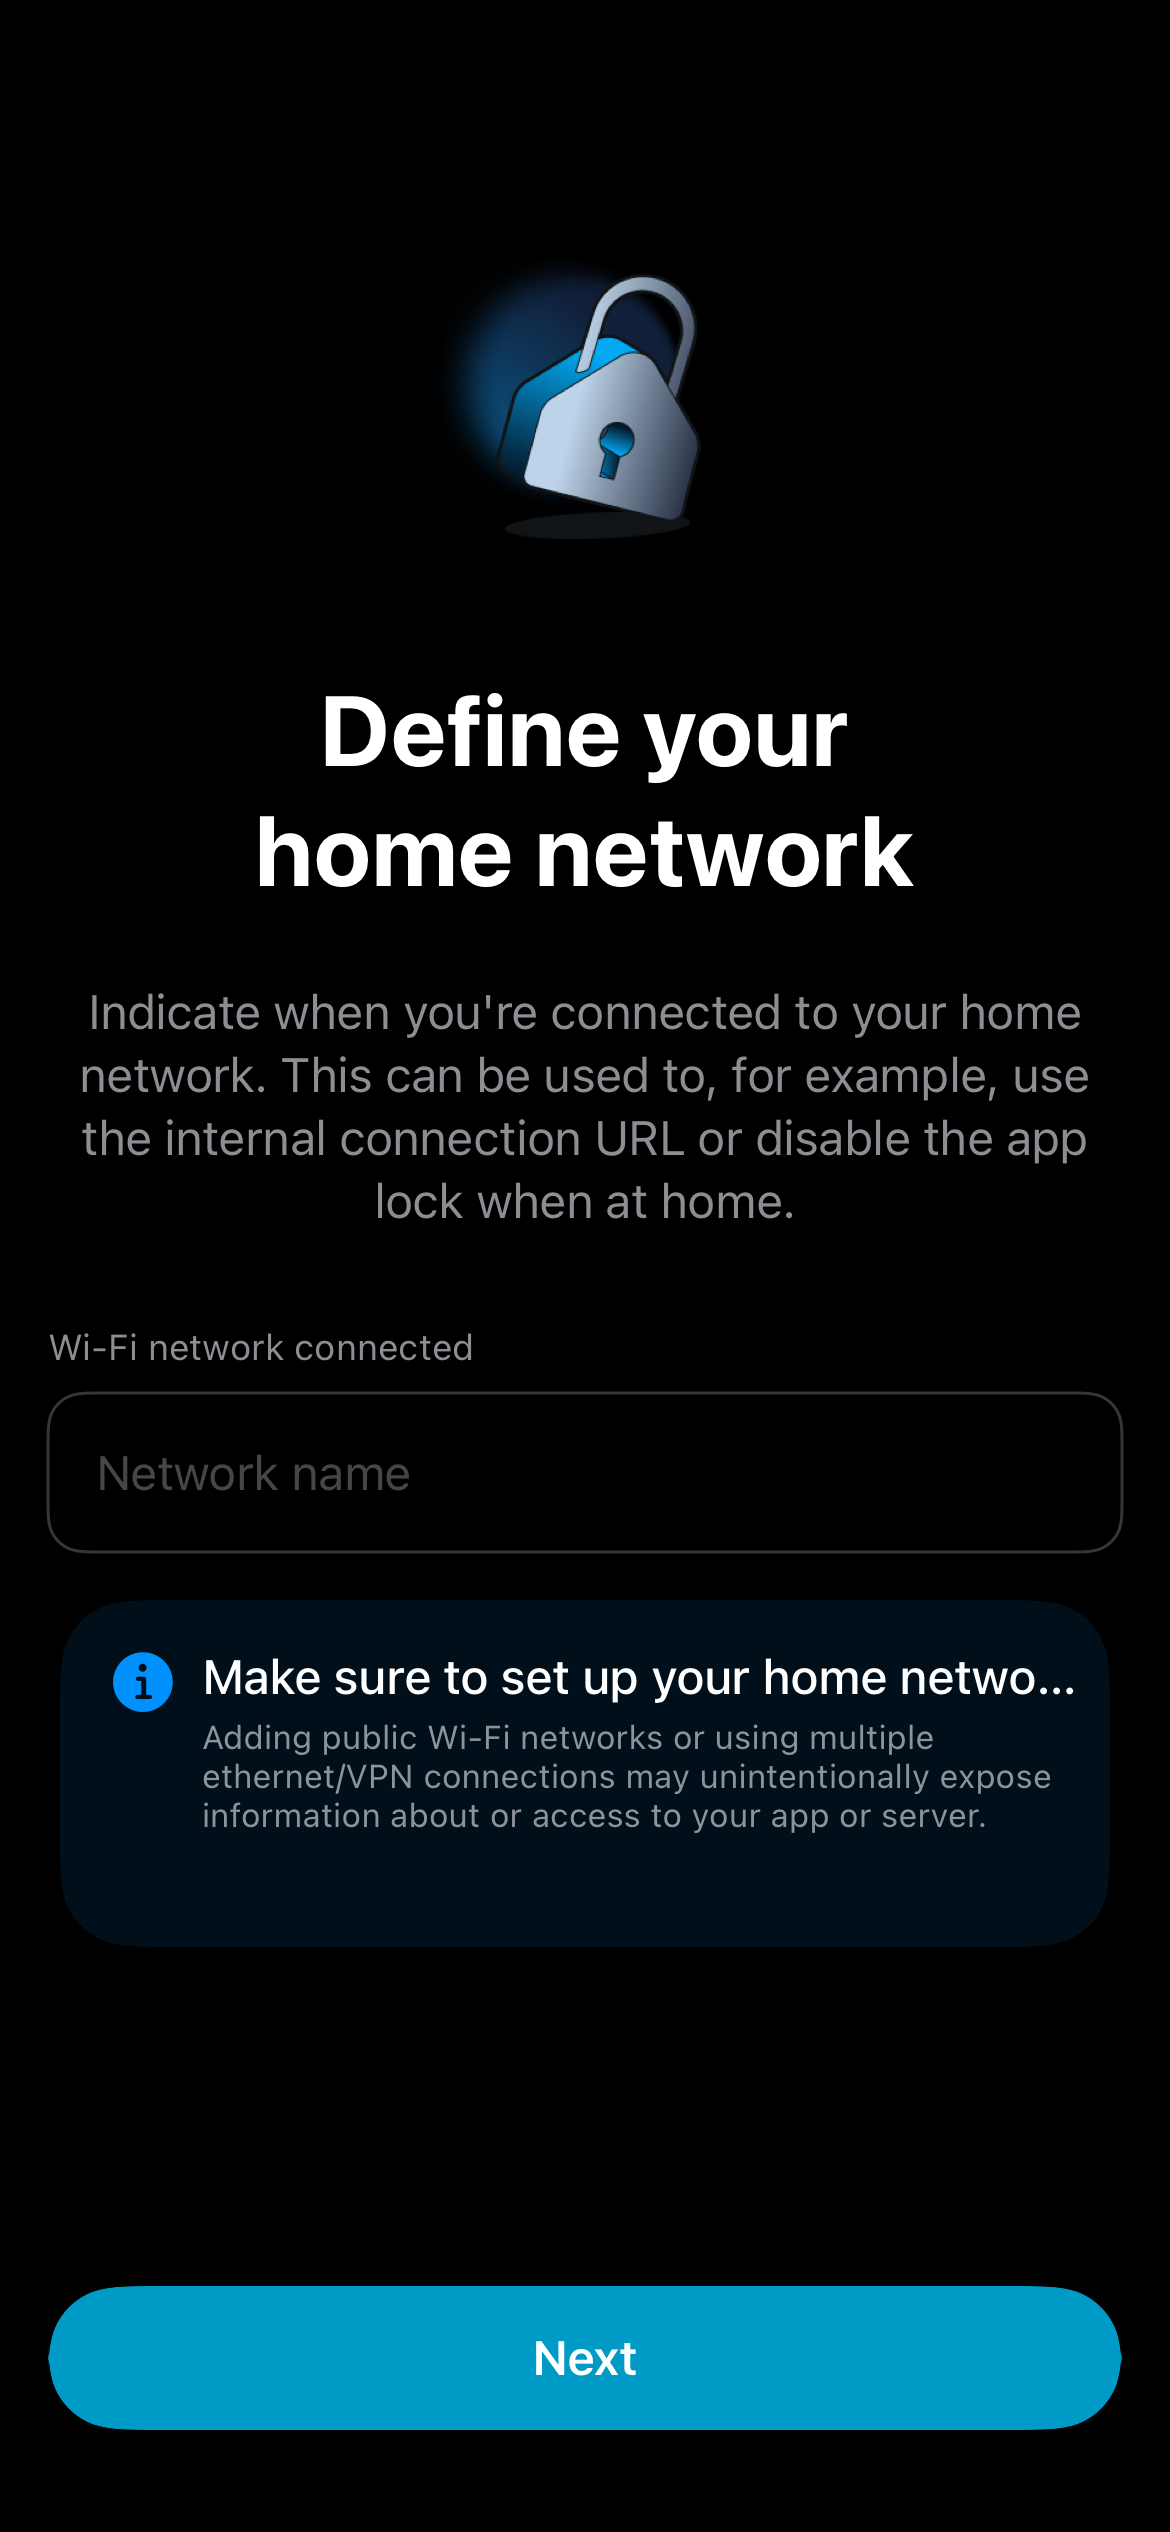 Define your
home network
Indicate when you're connected to your home
network. This can be used to, for example, use
the internal connection URL or disable the app
lock when at home.
Wi-Fi network connected
Network name
Make sure to set up your home netwo...
Adding public Wi-Fi networks or using multiple
ethernet/VPN connections may unintentionally expose
information about or access to your app or server.
Next